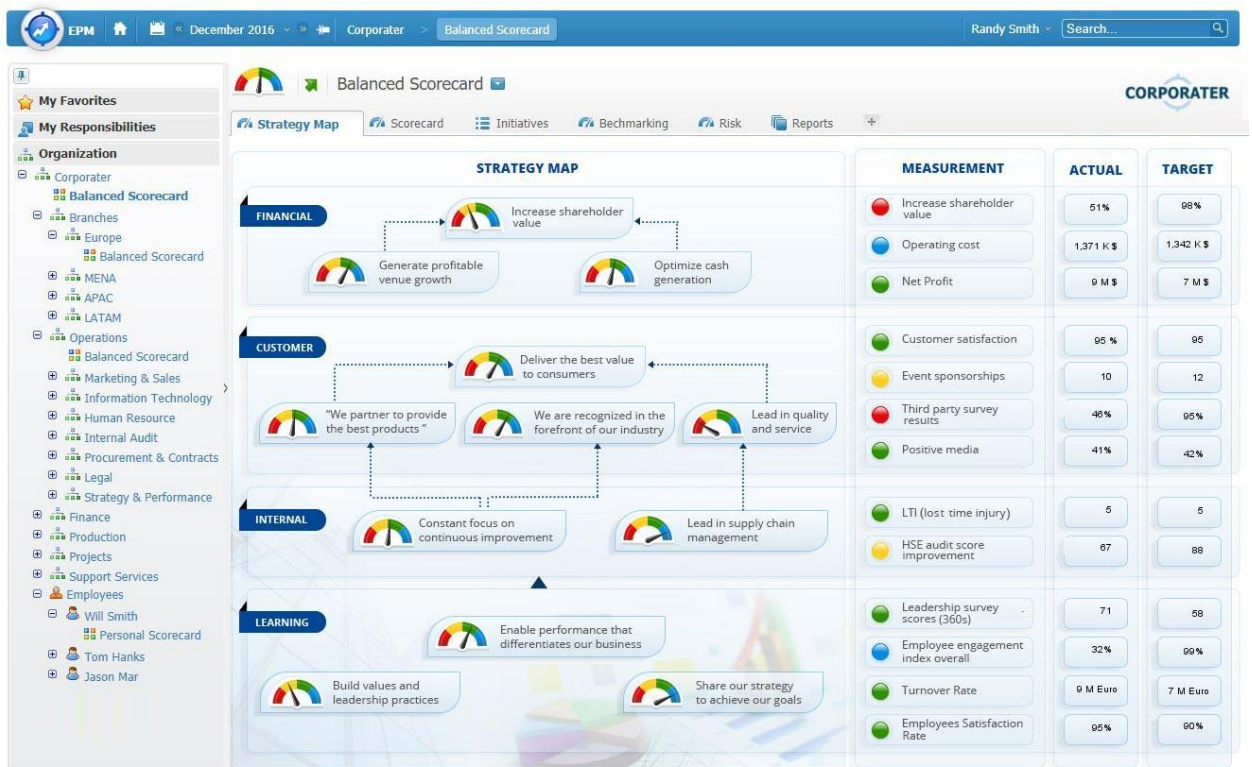 EPM « December 2016 » Corporater > Balanced Scorecard
Randy Smith
Search...
My Favorites
My Responsibilities
Organization
Corporater
Balanced Scorecard
Branches
Europe
Balanced Scorecard
MENA
APAC
LATAM
Operations
Balanced Scorecard
Marketing & Sales
Information Technology
Human Resource
Internal Audit
Procurement & Contracts
Legal
Strategy & Performance
Finance
Production
Projects
Support Services
Employees
Will Smith
Personal Scorecard
Tom Hanks
Jason Mar
Balanced Scorecard
CORPORATER
Strategy Map Scorecard Initiatives Bechmarking Risk Reports +
STRATEGY MAP
FINANCIAL
Increase shareholder
value
Generate profitable
venue growth
Optimize cash
generation
CUSTOMER
Deliver the best value
to consumers
"We partner to provide
the best products "
We are recognized in the
forefront of our industry
Lead in quality
and service
INTERNAL
Constant focus on
continuous improvement
Lead in supply chain
management
LEARNING
Enable performance that
differentiates our business
Build values and
leadership practices
Share our strategy
to achieve our goals
MEASUREMENT ACTUAL TARGET
Increase shareholder
value
51% 98%
Operating cost 1,371 K $ 1,342 K $
Net Profit 9 M $ 7 M $
Customer satisfaction 95 % 95
Event sponsorships 10 12
Third party survey
results
46% 95%
Positive media 41% 42%
LTI (lost time injury) 5 5
HSE audit score
improvement
67 88
Leadership survey
scores (360s)
71 58
Employee engagement
index overall
32% 99%
Turnover Rate 9 M Euro 7 M Euro
Employees Satisfaction
Rate
95% 90%